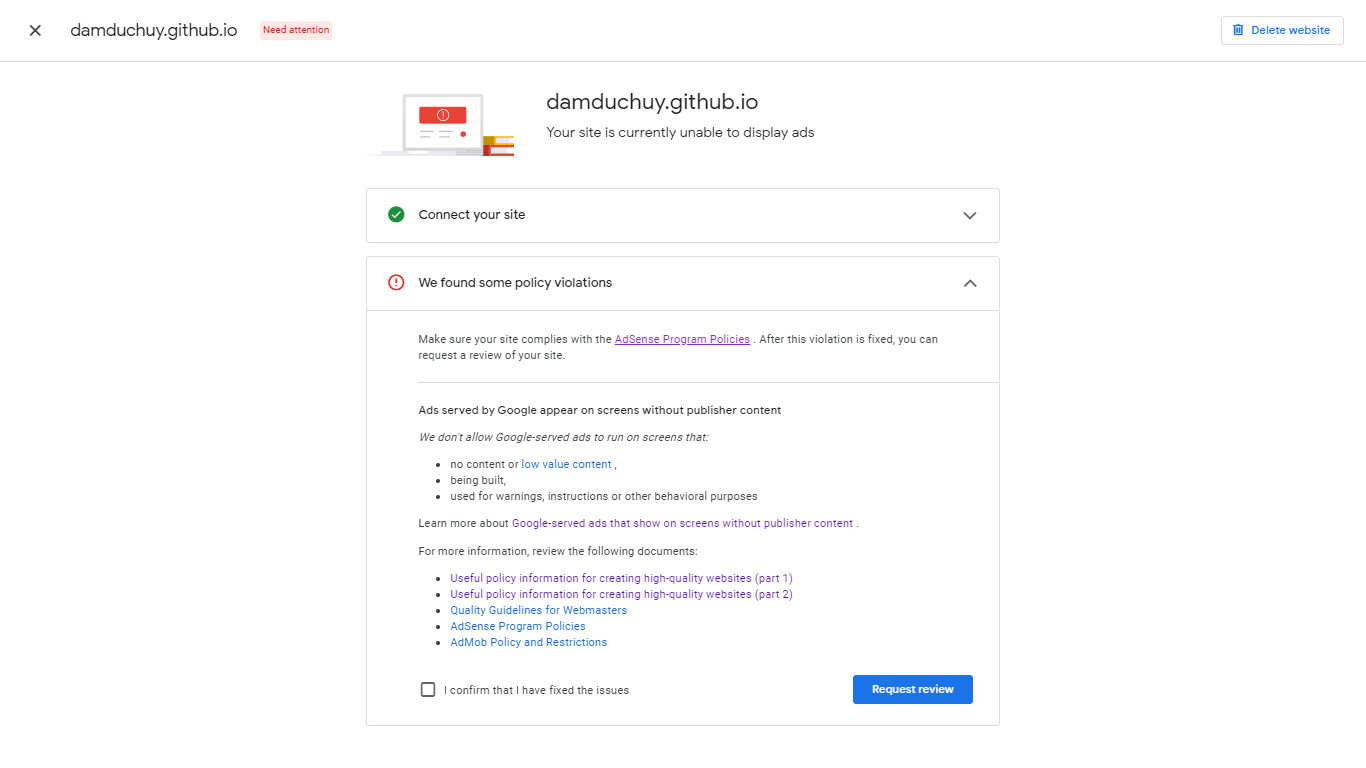 damduchuy.github.io
Need attention
Delete website
damduchuy.github.io
Your site is currently unable to display ads
Connect your site
We found some policy violations
Make sure your site complies with the AdSense Program Policies . After this violation is fixed, you can
request a review of your site.
Ads served by Google appear on screens without publisher content
We don't allow Google-served ads to run on screens that:
no content or low value content ,
being built,
used for warnings, instructions or other behavioral purposes
Learn more about Google-served ads that show on screens without publisher content .
For more information, review the following documents:
Useful policy information for creating high-quality websites (part 1)
Useful policy information for creating high-quality websites (part 2)
Quality Guidelines for Webmasters
AdSense Program Policies
AdMob Policy and Restrictions
I confirm that I have fixed the issues
Request review